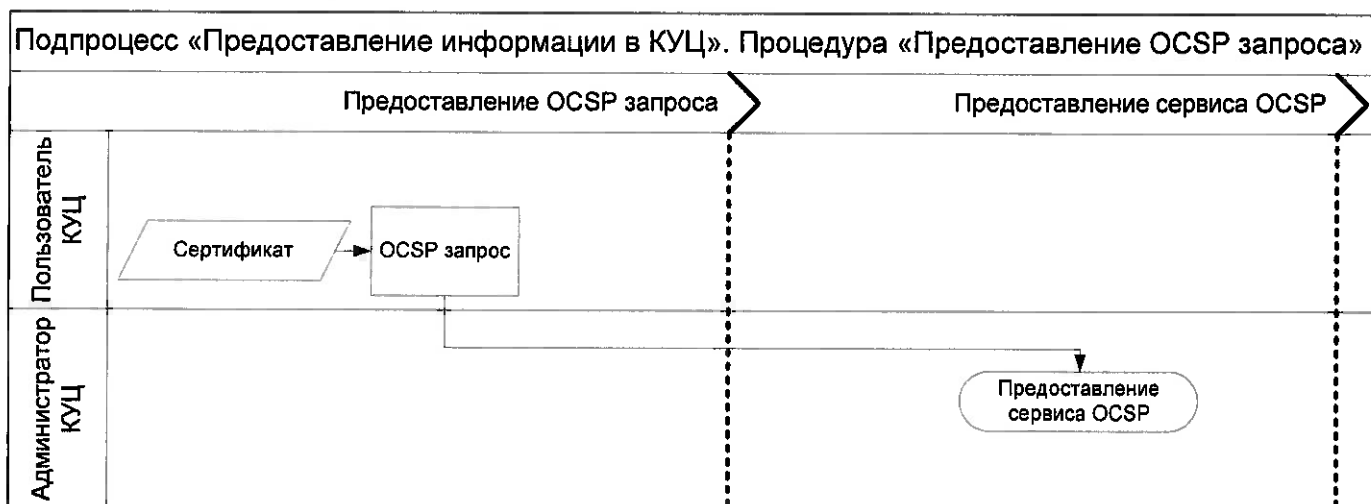 Подпроцесс «Предоставление информации в КУЦ». Процедура «Предоставление OCSP запроса»
Предоставление OCSP запроса
Предоставление сервиса OCSP
Пользователь
КУЦ
Сертификат
OCSP запрос
Администратор
КУЦ
Предоставление
сервиса OCSP